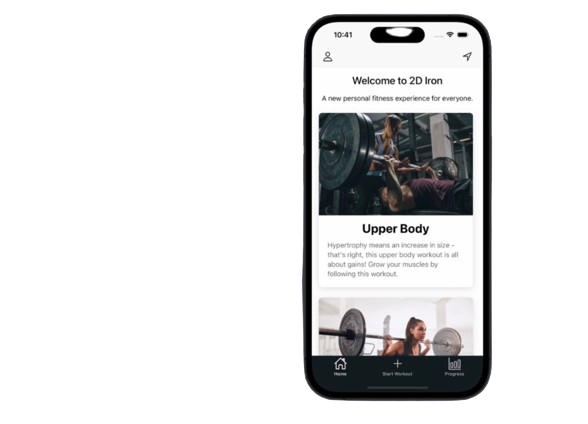 10:41
Welcome to 2D Iron
A new personal fitness experience for everyone.
Upper Body
Hypertrophy means an increase in size -
that's right, this upper body workout is all
about gains! Grow your muscles by
following this workout.
Home
Start Workout
Progress